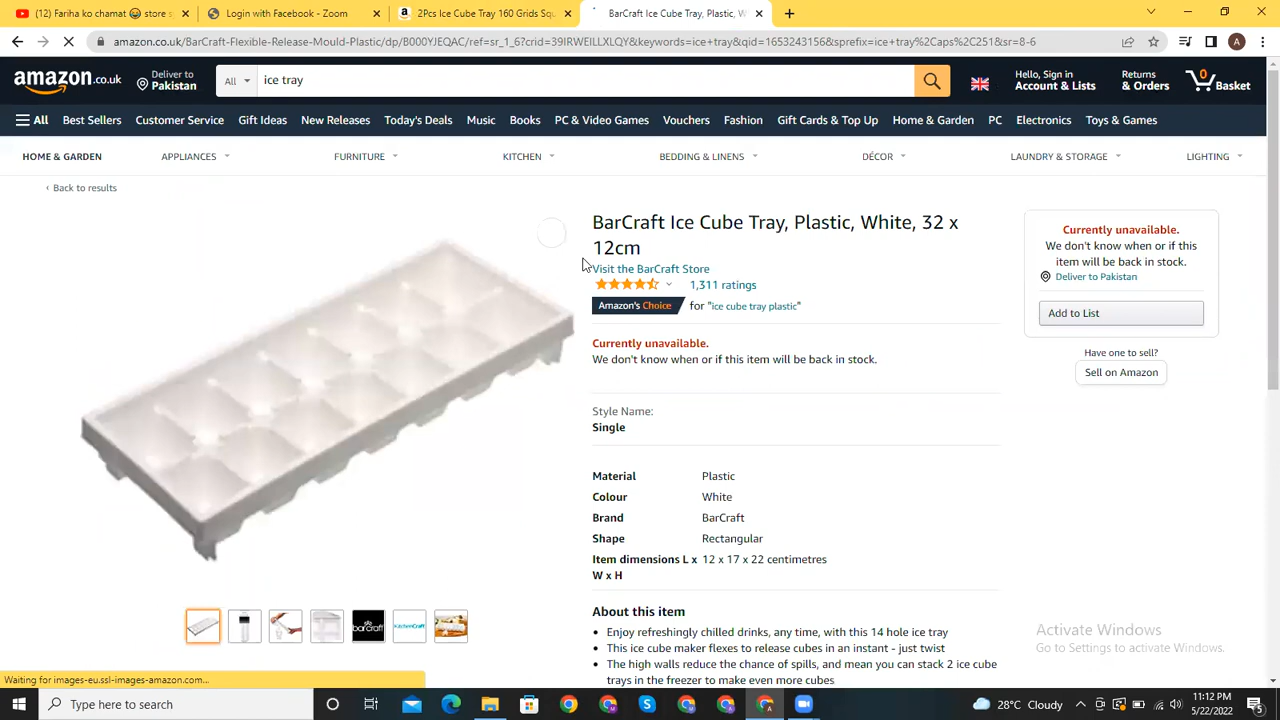 (12) Fariha ko chamat 😂 store s
Login with Facebook - Zoom
2Pcs Ice Cube Tray 160 Grids Squ
BarCraft Ice Cube Tray, Plastic, W
amazon.co.uk/BarCraft-Flexible-Release-Mould-Plastic/dp/B000YJEQAC/ref=sr_1_6?crid=39IRWEILLXLQY&keywords=ice+tray&qid=1653243156&sprefix=ice+tray%2Caps%2C251&sr=8-6
A
amazon.co.uk
Deliver to
Pakistan
All
ice tray
Hello, Sign in
Account & Lists
Returns
& Orders
0
Basket
All Best Sellers Customer Service Gift Ideas New Releases Today's Deals Music Books PC & Video Games Vouchers Fashion Gift Cards & Top Up Home & Garden PC Electronics Toys & Games
HOME & GARDEN APPLIANCES FURNITURE KITCHEN BEDDING & LINENS DÉCOR LAUNDRY & STORAGE LIGHTING
‹ Back to results
BarCraft Ice Cube Tray, Plastic, White, 32 x
12cm
Visit the BarCraft Store
1,311 ratings
Amazon's Choice for "ice cube tray plastic"
Currently unavailable.
We don't know when or if this item will be back in stock.
Style Name:
Single
Material Plastic
Colour White
Brand BarCraft
Shape Rectangular
Item dimensions L x 12 x 17 x 22 centimetres
W x H
About this item
• Enjoy refreshingly chilled drinks, any time, with this 14 hole ice tray
• This ice cube maker flexes to release cubes in an instant - just twist
• The high walls reduce the chance of spills, and mean you can stack 2 ice cube
trays in the freezer to make even more cubes
Currently unavailable.
We don't know when or if this
item will be back in stock.
Deliver to Pakistan
Add to List
Have one to sell?
Sell on Amazon
barcraft
KitchenCraft
Activate Windows
Go to Settings to activate Windows.
Waiting for images-eu.ssl-images-amazon.com...
Type here to search
28°C Cloudy
11:12 PM
5/22/2022